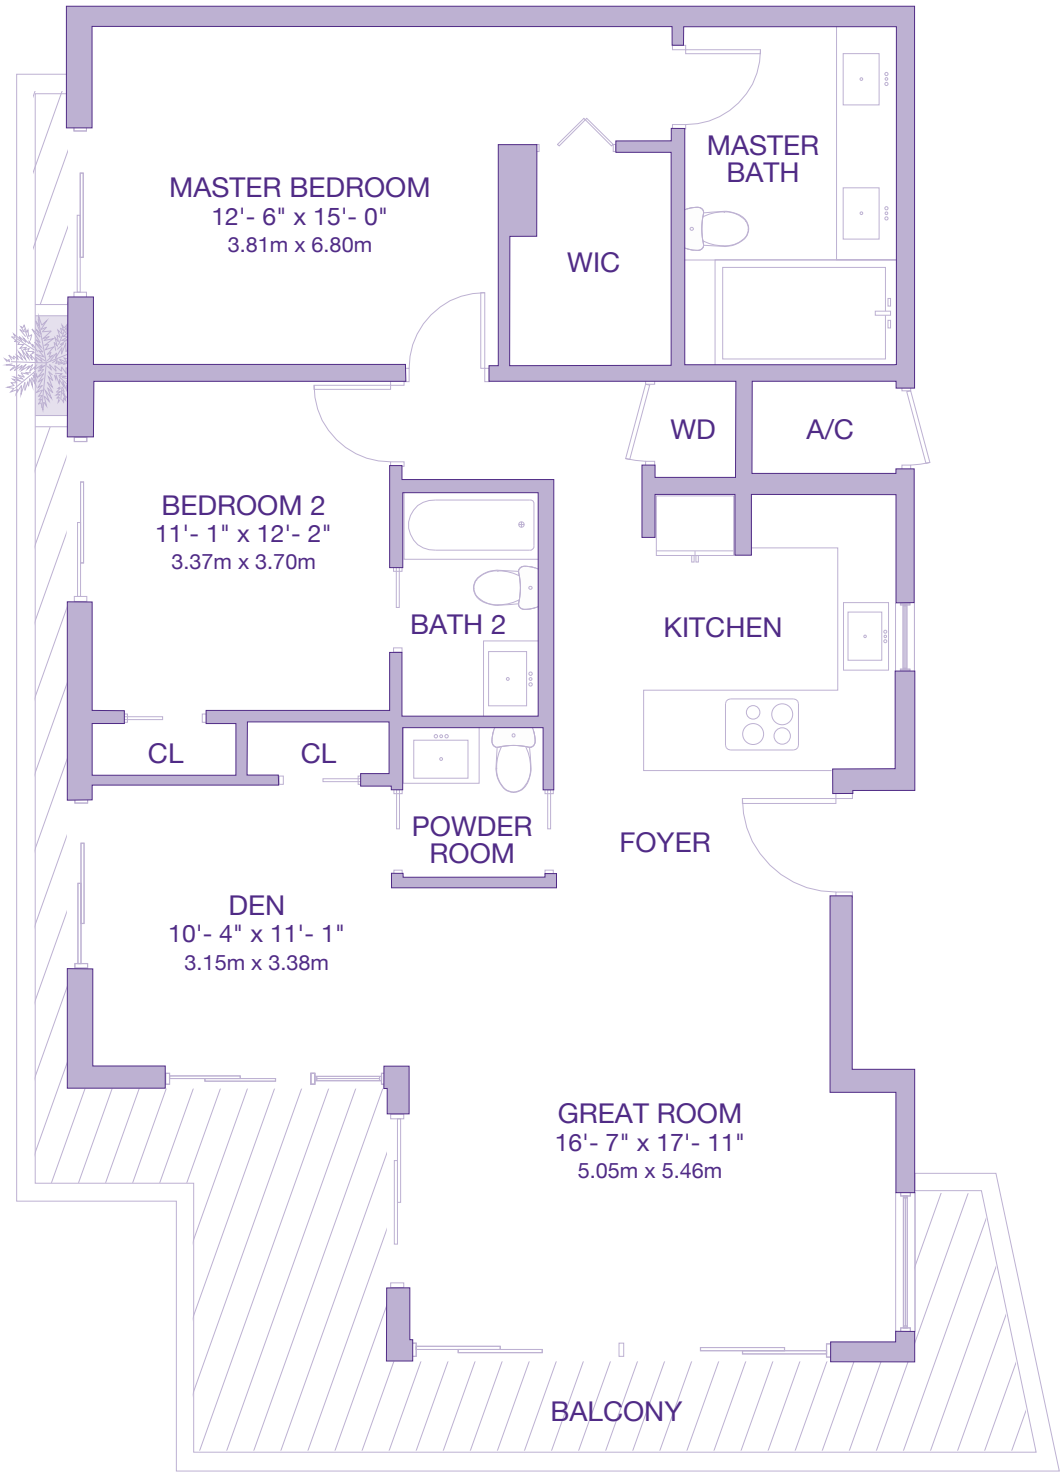 MASTER BEDROOM
12'- 6" x 15'- 0"
3.81m x 6.80m
MASTER
BATH
WIC
WD
A/C
BEDROOM 2
11'- 1" x 12'- 2"
3.37m x 3.70m
BATH 2
KITCHEN
CL
CL
POWDER
ROOM
FOYER
DEN
10'- 4" x 11'- 1"
3.15m x 3.38m
GREAT ROOM
16'- 7" x 17'- 11"
5.05m x 5.46m
BALCONY